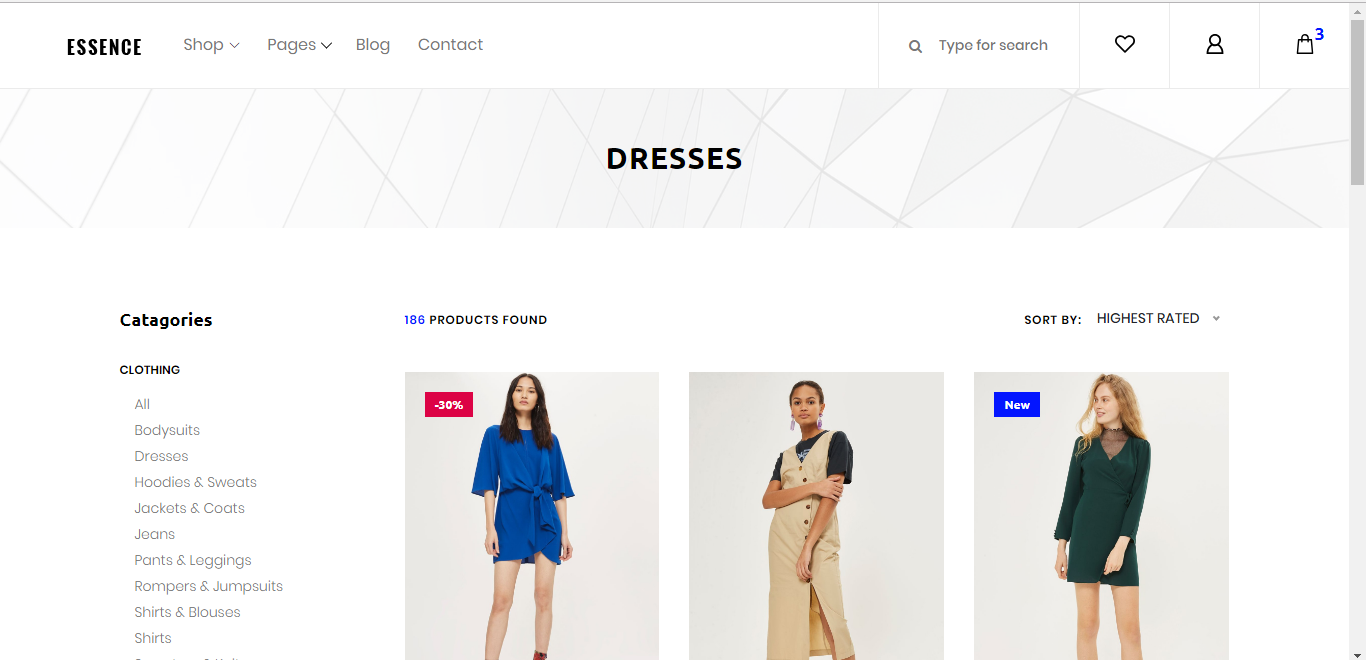 ESSENCE Shop Pages Blog Contact Type for search 3
DRESSES
Catagories
CLOTHING
All
Bodysuits
Dresses
Hoodies & Sweats
Jackets & Coats
Jeans
Pants & Leggings
Rompers & Jumpsuits
Shirts & Blouses
Shirts
186 PRODUCTS FOUND
SORT BY: HIGHEST RATED
-30%
New